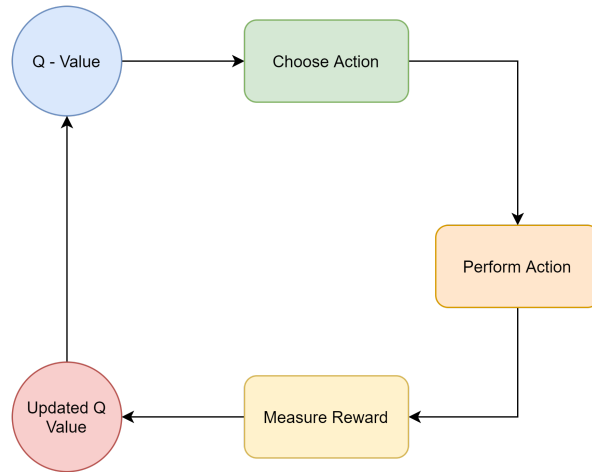 Q - Value
Choose Action
Perform Action
Measure Reward
Updated Q
Value